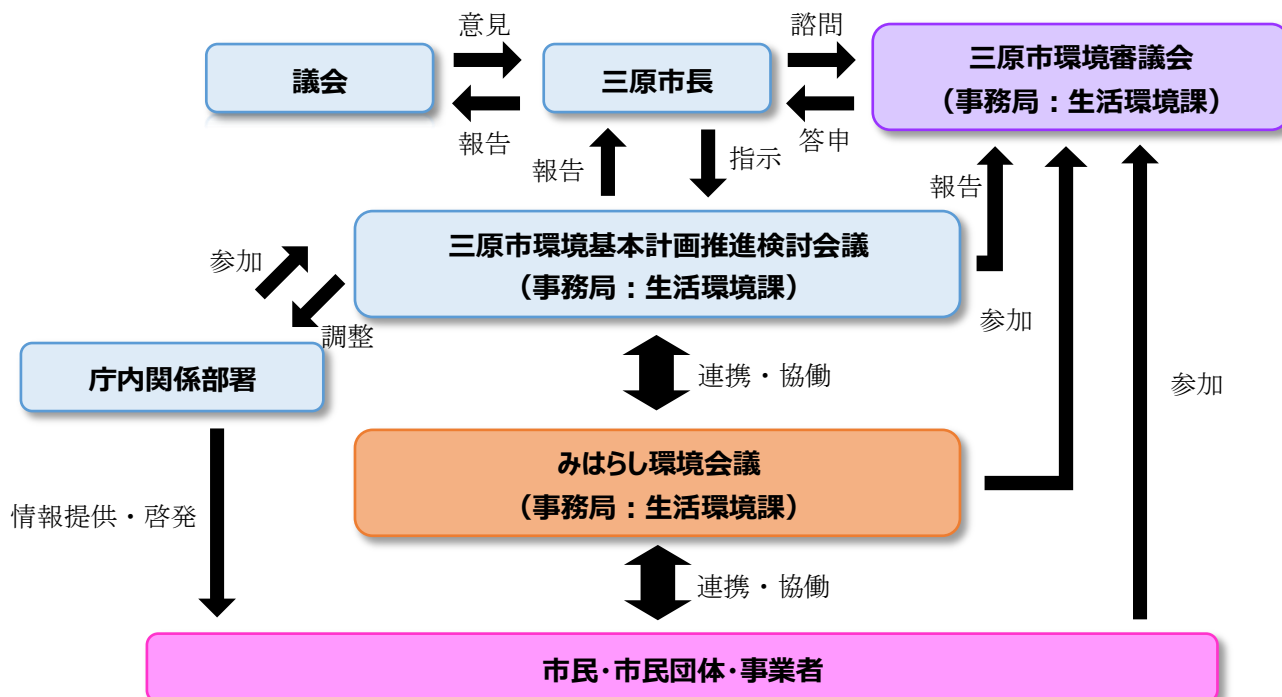 意見
諮問
議会
三原市長
三原市環境審議会
(事務局:生活環境課)
報告
答申
報告
指示
報告
三原市環境基本計画推進検討会議
(事務局:生活環境課)
参加
調整
参加
庁内関係部署
連携・協働
参加
みはらし環境会議
(事務局:生活環境課)
情報提供・啓発
連携・協働
市民・市民団体・事業者